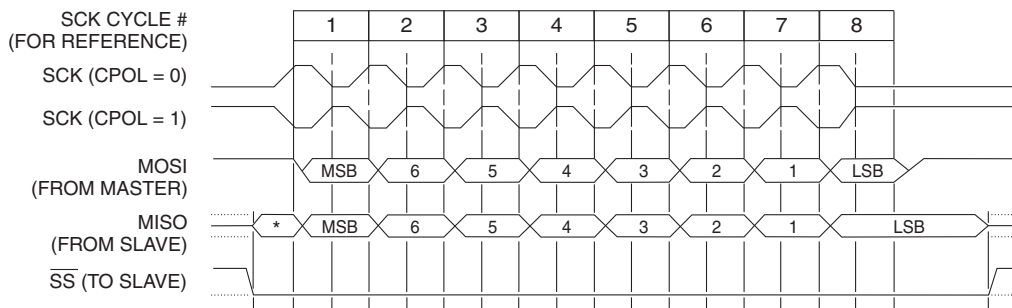 SCK CYCLE #
(FOR REFERENCE)
1 2 3 4 5 6 7 8
SCK (CPOL = 0)
SCK (CPOL = 1)
MOSI
(FROM MASTER)
MSB 6 5 4 3 2 1 LSB
MISO
(FROM SLAVE)
* MSB 6 5 4 3 2 1 LSB
S̅S̅ (TO SLAVE)